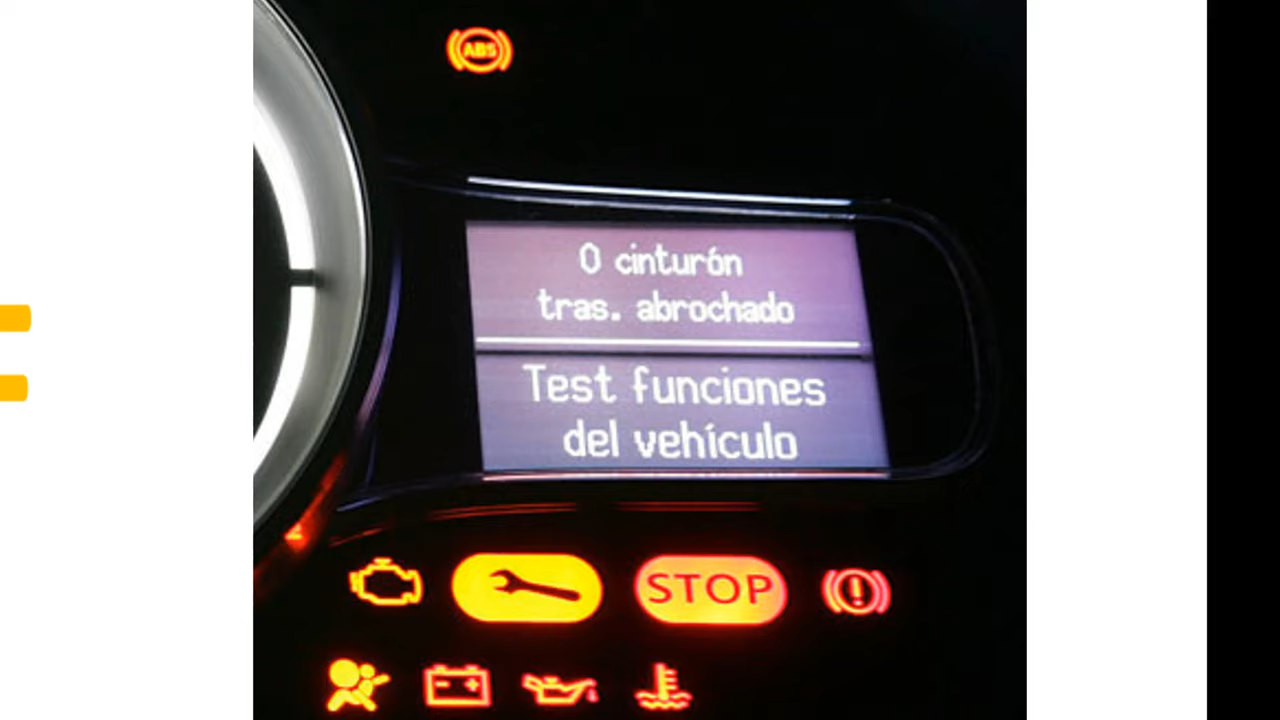 ABS
0 cinturón
tras. abrochado
Test funciones
del vehículo
STOP